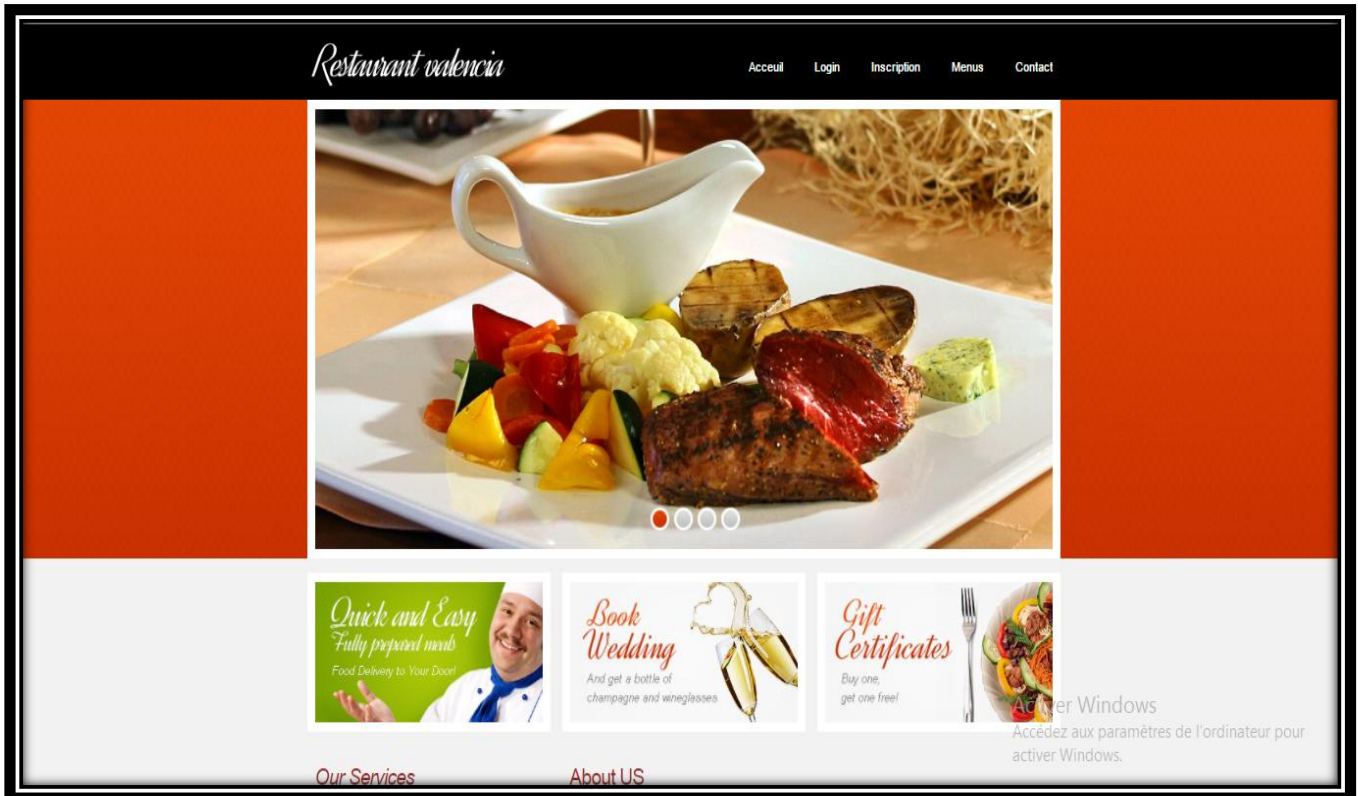 Restaurant valencia
Acceuil Login Inscription Menus Contact
Quick and Easy
Fully prepared meals
Food Delivery to Your Door!
Book
Wedding
And get a bottle of
champagne and wineglasses
Gift
Certificates
Buy one,
get one free!
Activer Windows
Accédez aux paramètres de l'ordinateur pour
activer Windows.
Our Services
About US